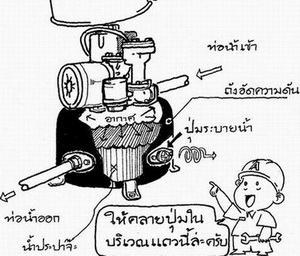 ท่อน้ำเข้า
ถังอัดความดัน
อากาศ
ปุ่มระบายน้ำ
ท่อน้ำออก
น้ำประปาจ๊ะ
ให้คลายปุ่มใน
บริเวณแถวนี้ล่ะครับ